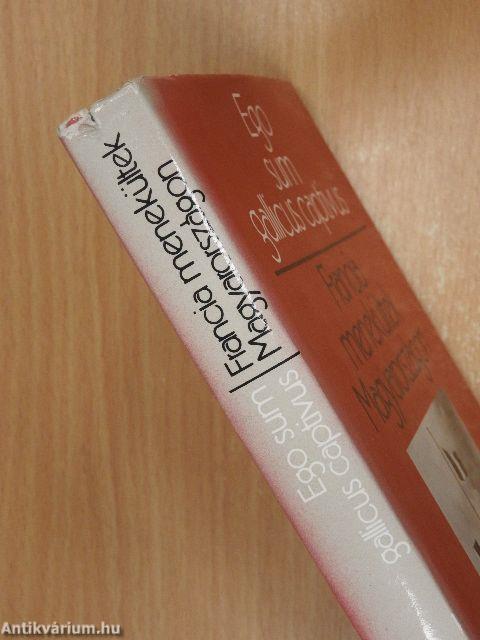 Ego
sum
gallicus captivus
Francia
menekültek
Magyarországon
Ego sum
gallicus captivus
Francia menekültek
Magyarországon
Antikvárium.hu